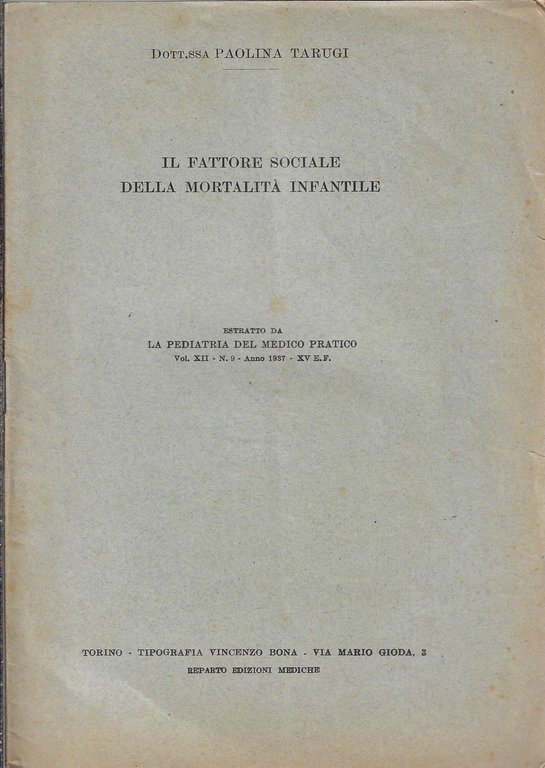 Dott.ssa PAOLINA TARUGI
IL FATTORE SOCIALE
DELLA MORTALITÀ INFANTILE
ESTRATTO DA
LA PEDIATRIA DEL MEDICO PRATICO
Vol. XII - N. 9 - Anno 1937 - XV E.F.
TORINO - TIPOGRAFIA VINCENZO BONA - VIA MARIO GIODA, 3
REPARTO EDIZIONI MEDICHE